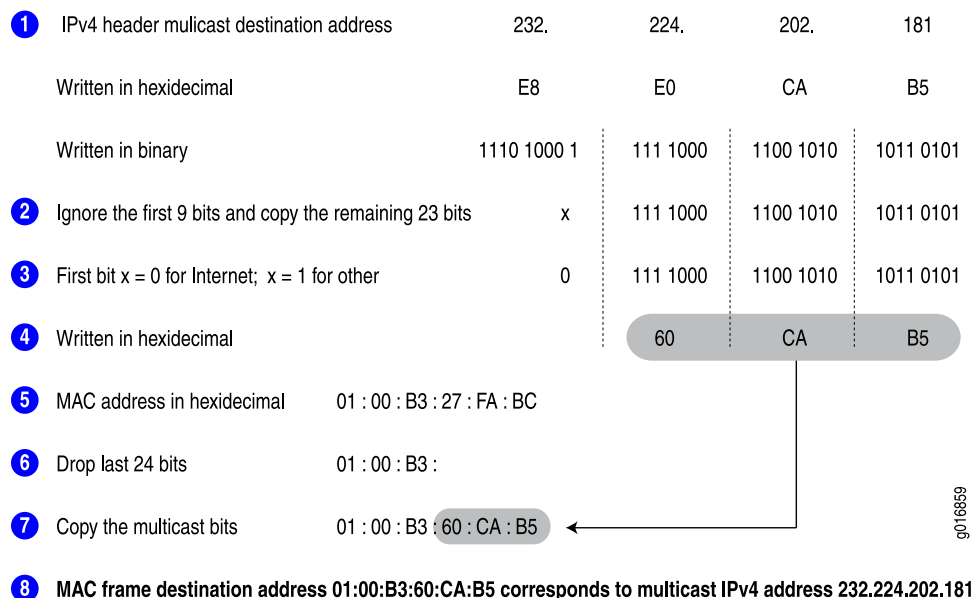 1 IPv4 header mulicast destination address 232. 224. 202. 181
Written in hexidecimal E8 E0 CA B5
Written in binary 1110 1000 1 111 1000 1100 1010 1011 0101
2 Ignore the first 9 bits and copy the remaining 23 bits x 111 1000 1100 1010 1011 0101
3 First bit x = 0 for Internet; x = 1 for other 0 111 1000 1100 1010 1011 0101
4 Written in hexidecimal 60 CA B5
5 MAC address in hexidecimal 01 : 00 : B3 : 27 : FA : BC
6 Drop last 24 bits 01 : 00 : B3 :
7 Copy the multicast bits 01 : 00 : B3 : 60 : CA : B5
g016859
8 MAC frame destination address 01:00:B3:60:CA:B5 corresponds to multicast IPv4 address 232.224.202.181